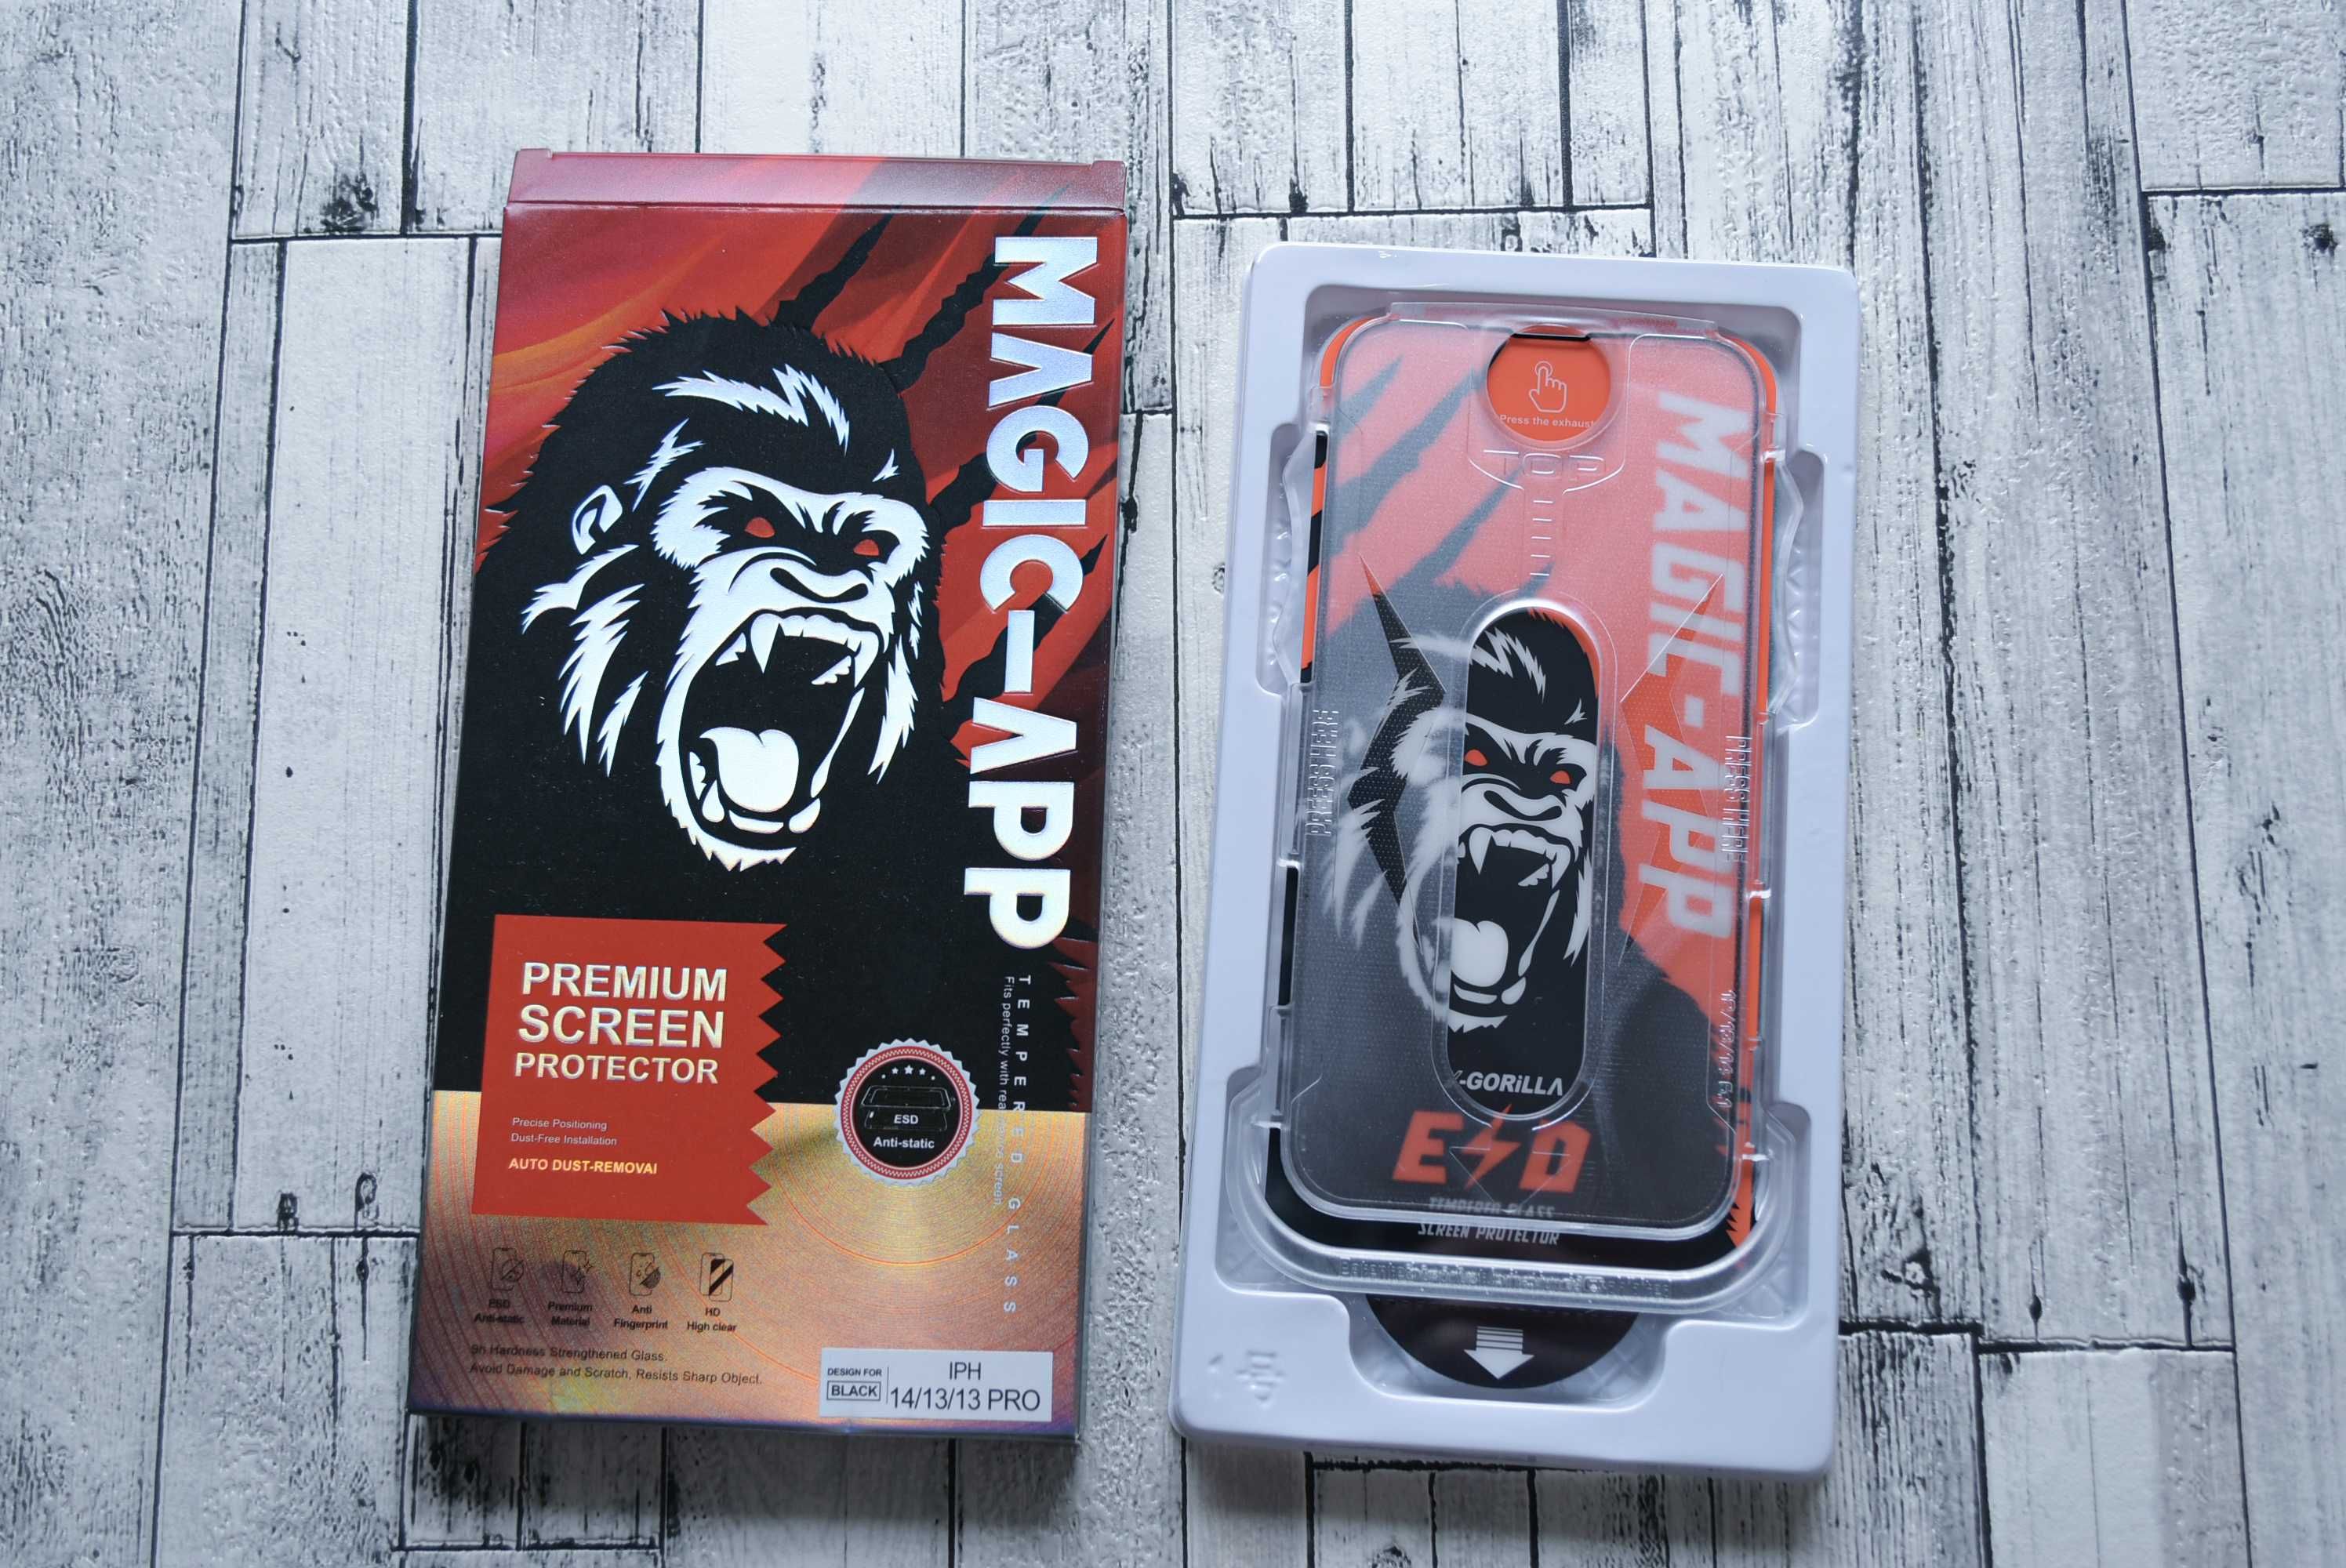 MAGIC-APP
TEMPERED GLASS
Fits perfectly with screen.
PREMIUM
SCREEN
PROTECTOR
Precise Positioning
Dust-Free Installation
AUTO DUST-REMOVAl
ESD
Anti-static
ESD
Anti-static
Premium
Material
Anti
Fingerprint
HD
High clear
9h Hardness Strengthened Glass.
Avoid Damage and Scratch, Resists Sharp Object.
DESIGN FOR
BLACK
IPH
14/13/13 PRO
Press the exhaust
TOP
MAGIC-APP
PRESS HERE
PRESS HERE
-GORiLLA
ESD
TEMPERED GLASS
SCREEN PROTECTOR